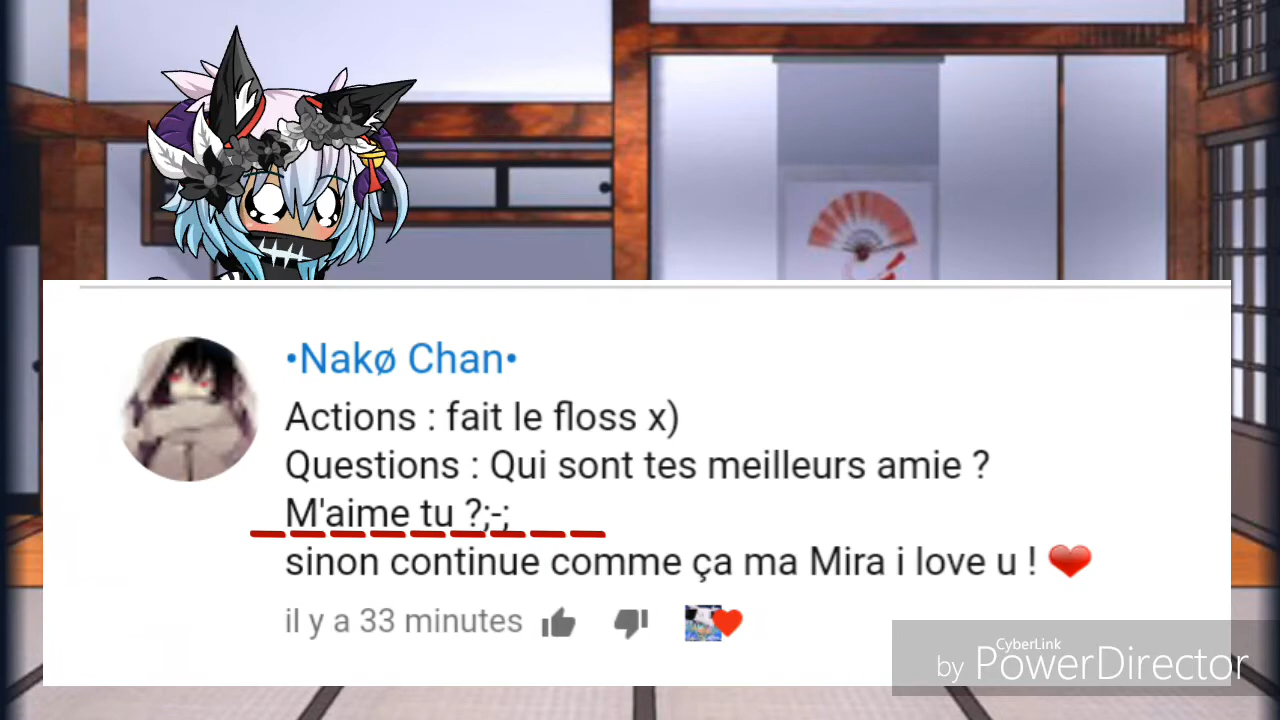 •Nakø Chan•
Actions : fait le floss x)
Questions : Qui sont tes meilleurs amie ?
M'aime tu ?;-;
sinon continue comme ça ma Mira i love u ! ❤
il y a 33 minutes
CyberLink
by PowerDirector